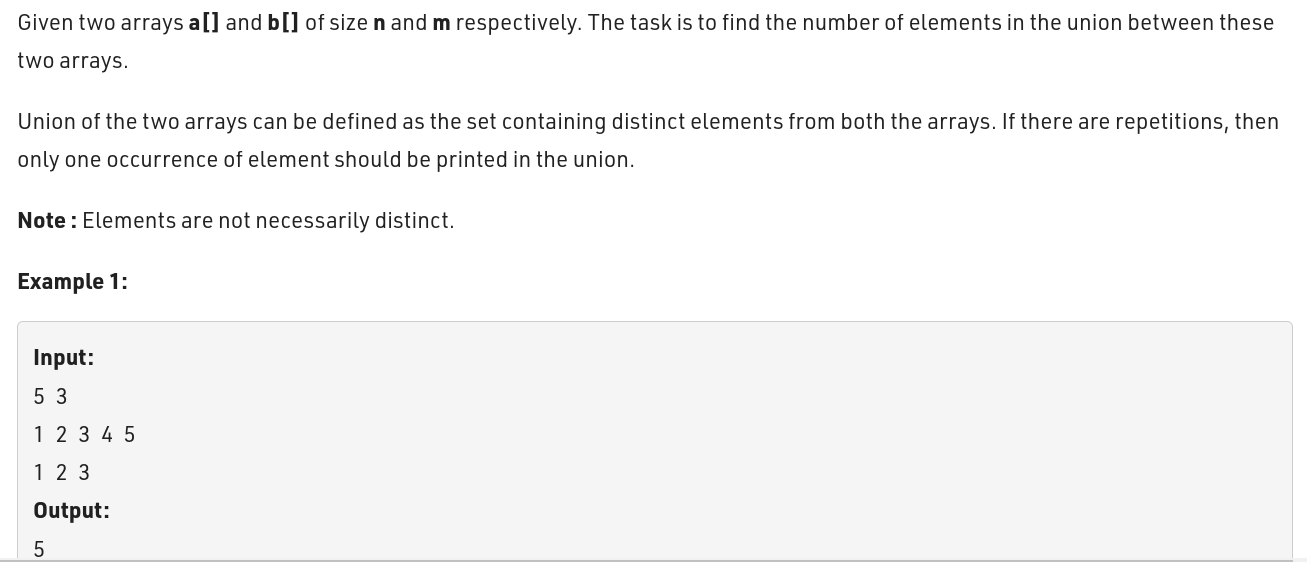 Given two arrays a[] and b[] of size n and m respectively. The task is to find the number of elements in the union between these
two arrays.
Union of the two arrays can be defined as the set containing distinct elements from both the arrays. If there are repetitions, then
only one occurrence of element should be printed in the union.
Note : Elements are not necessarily distinct.
Example 1:
Input:
5 3
1 2 3 4 5
1 2 3
Output:
5